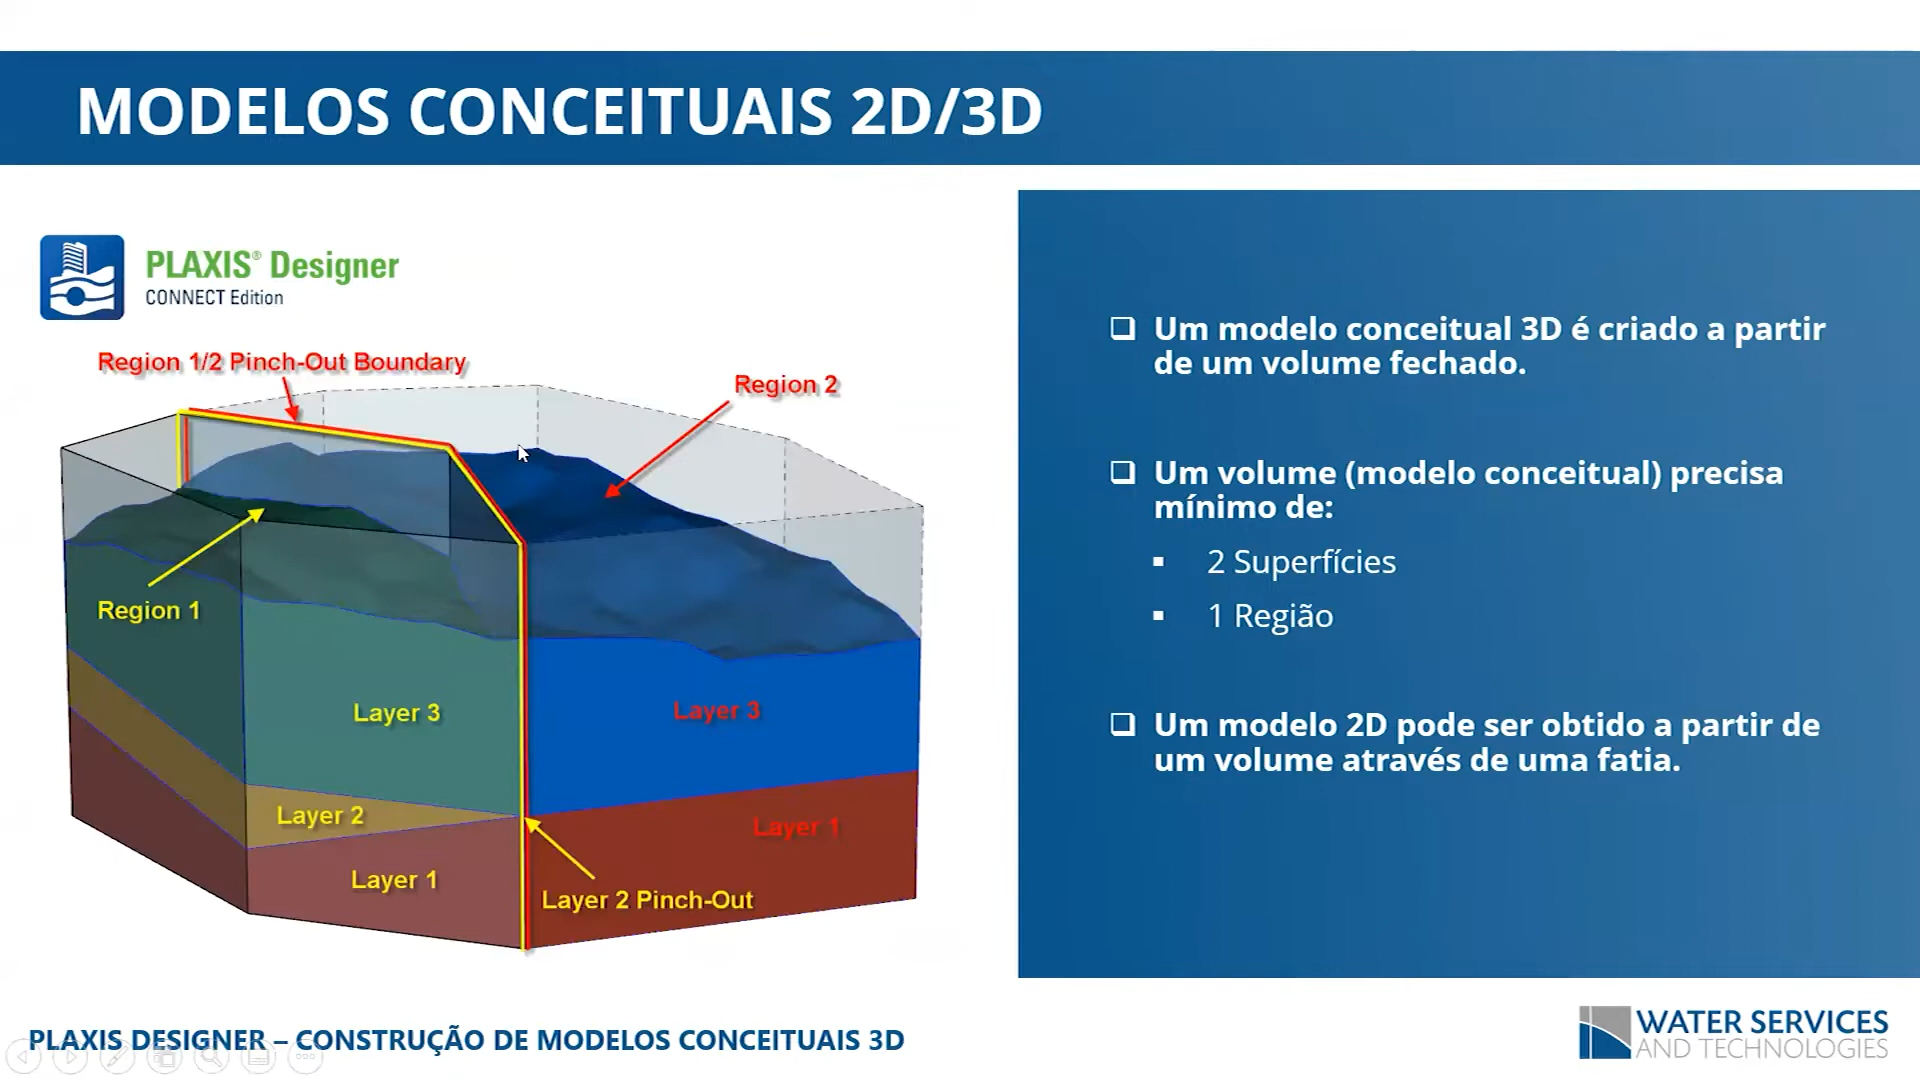 MODELOS CONCEITUAIS 2D/3D
PLAXIS® Designer
CONNECT Edition
Region 1/2 Pinch-Out Boundary
Region 2
Region 1
Layer 3
Layer 3
Layer 2
Layer 1
Layer 1
Layer 2 Pinch-Out
Um modelo conceitual 3D é criado a partir
de um volume fechado.
Um volume (modelo conceitual) precisa
mínimo de:
2 Superfícies
1 Região
Um modelo 2D pode ser obtido a partir de
um volume através de uma fatia.
PLAXIS DESIGNER – CONSTRUÇÃO DE MODELOS CONCEITUAIS 3D
WATER SERVICES
AND TECHNOLOGIES